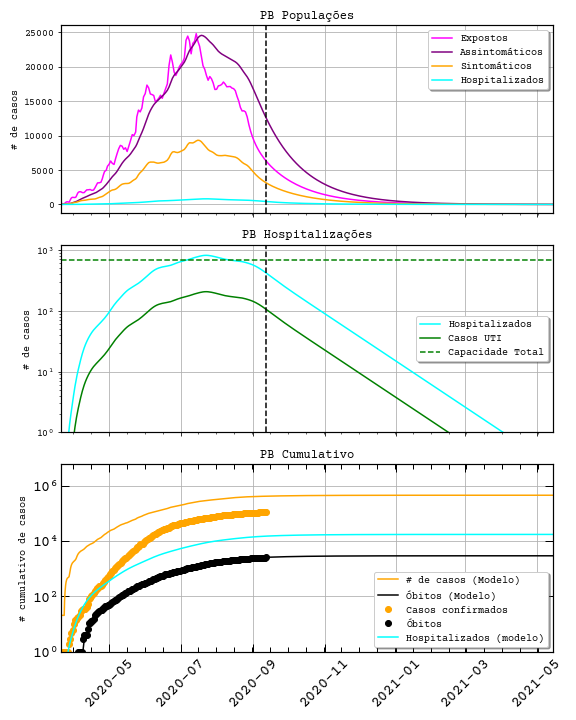 PB Populações
25000
20000
15000
10000
5000
0
# de casos
Expostos
Assintomáticos
Sintomáticos
Hospitalizados
PB Hospitalizações
10³
10²
10¹
10⁰
# de casos
Hospitalizados
Casos UTI
Capacidade Total
PB Cumulativo
10⁶
10⁴
10²
10⁰
# cumulativo de casos
# de casos (Modelo)
Óbitos (Modelo)
Casos confirmados
Óbitos
Hospitalizados (modelo)
2020-05
2020-07
2020-09
2020-11
2021-01
2021-03
2021-05